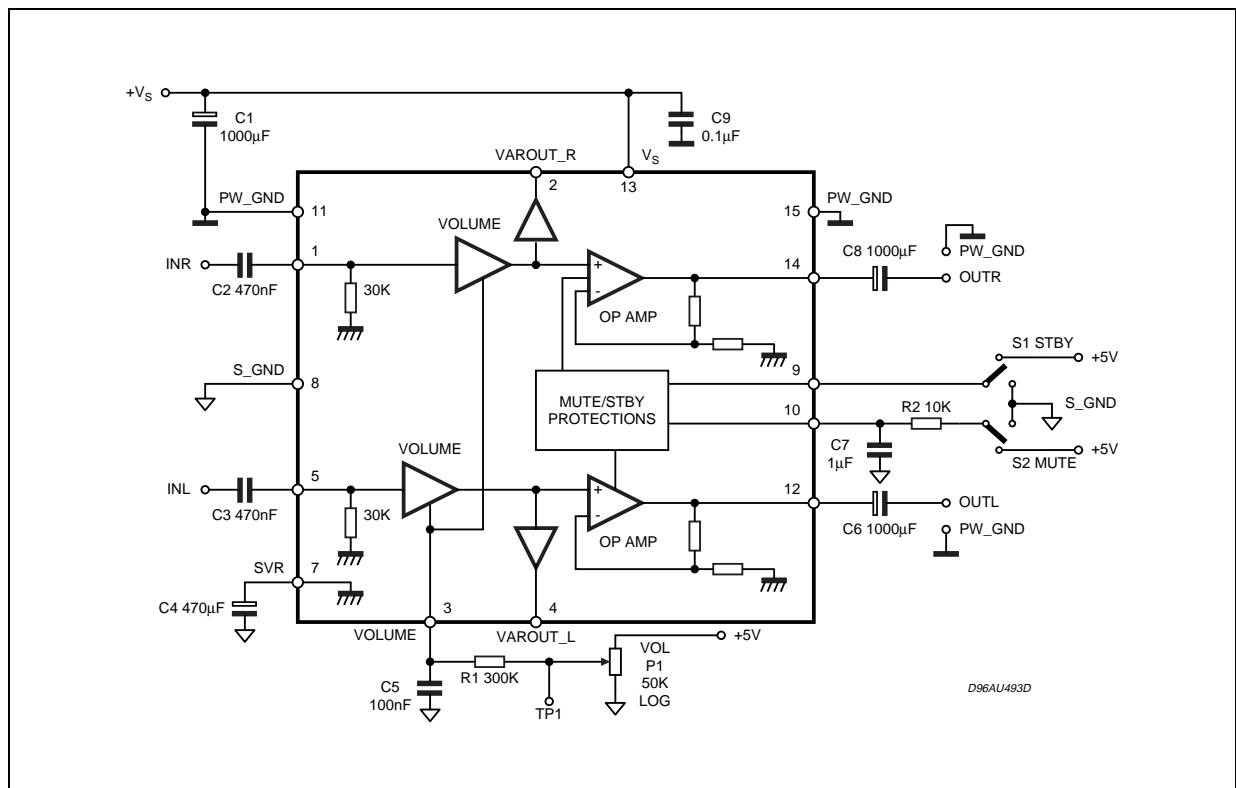 +VS
C1
1000µF
C9
0.1µF
VAROUT_R
VS
2
13
PW_GND
11
15
PW_GND
VOLUME
1
INR
C2 470nF
30K
+
-
OP AMP
14
C8 1000µF
PW_GND
OUTR
S_GND
8
MUTE/STBY
PROTECTIONS
9
10
S1 STBY
+5V
S_GND
R2 10K
C7
1µF
S2 MUTE
+5V
VOLUME
5
INL
C3 470nF
30K
+
-
OP AMP
12
C6 1000µF
OUTL
PW_GND
SVR
7
C4 470µF
3
4
VOLUME
VAROUT_L
+5V
C5
100nF
R1 300K
TP1
VOL
P1
50K
LOG
D96AU493D